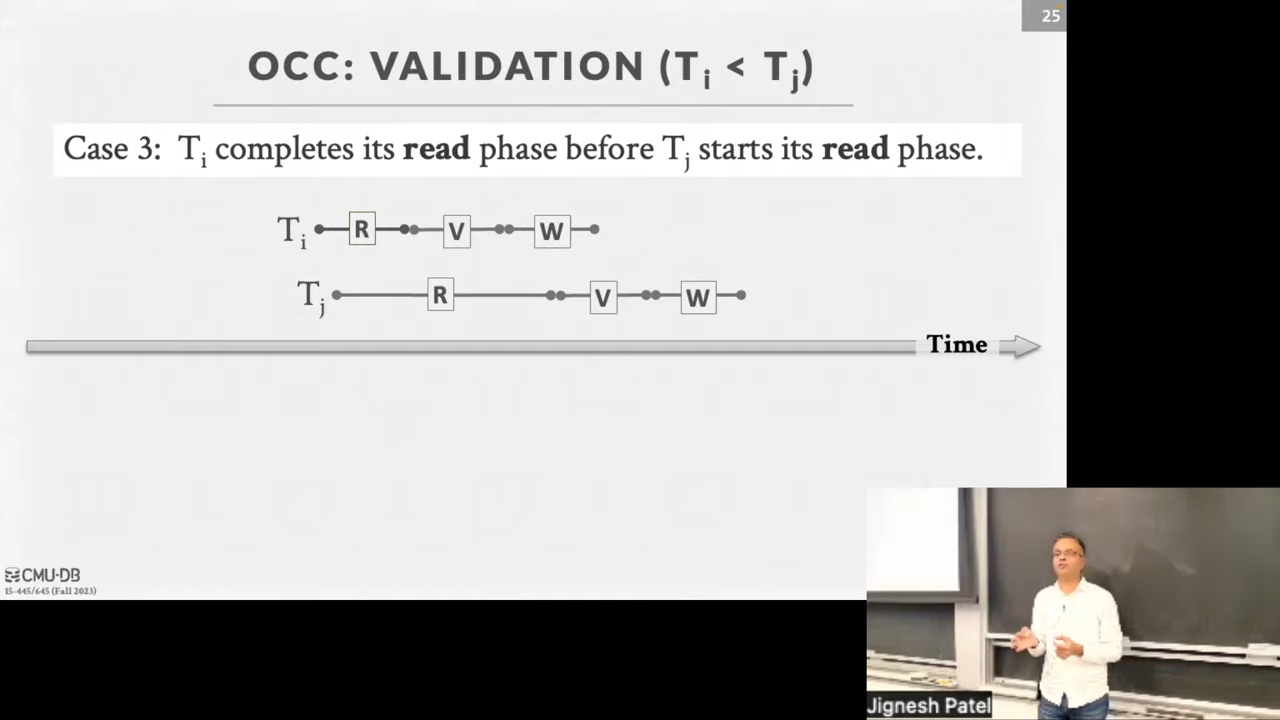 25
OCC: VALIDATION (Ti < Tj)
Case 3: Ti completes its read phase before Tj starts its read phase.
Ti R V W
Tj R V W
Time
CMU·DB
15-445/645 (Fall 2023)
Jignesh Patel